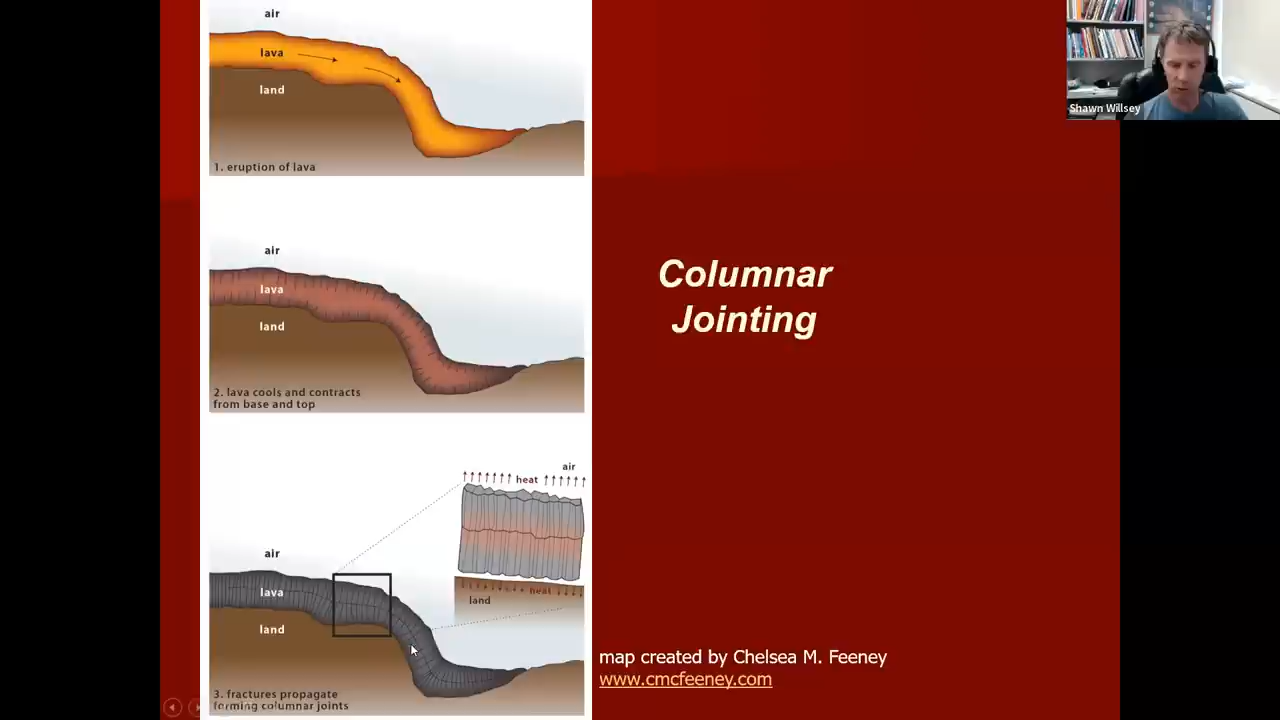 air
lava
land
1. eruption of lava
air
lava
land
2. lava cools and contracts
from base and top
air
heat
air
lava
heat
land
land
3. fractures propagate
forming columnar joints
Columnar
Jointing
map created by Chelsea M. Feeney
www.cmcfeeney.com
Shawn Willsey